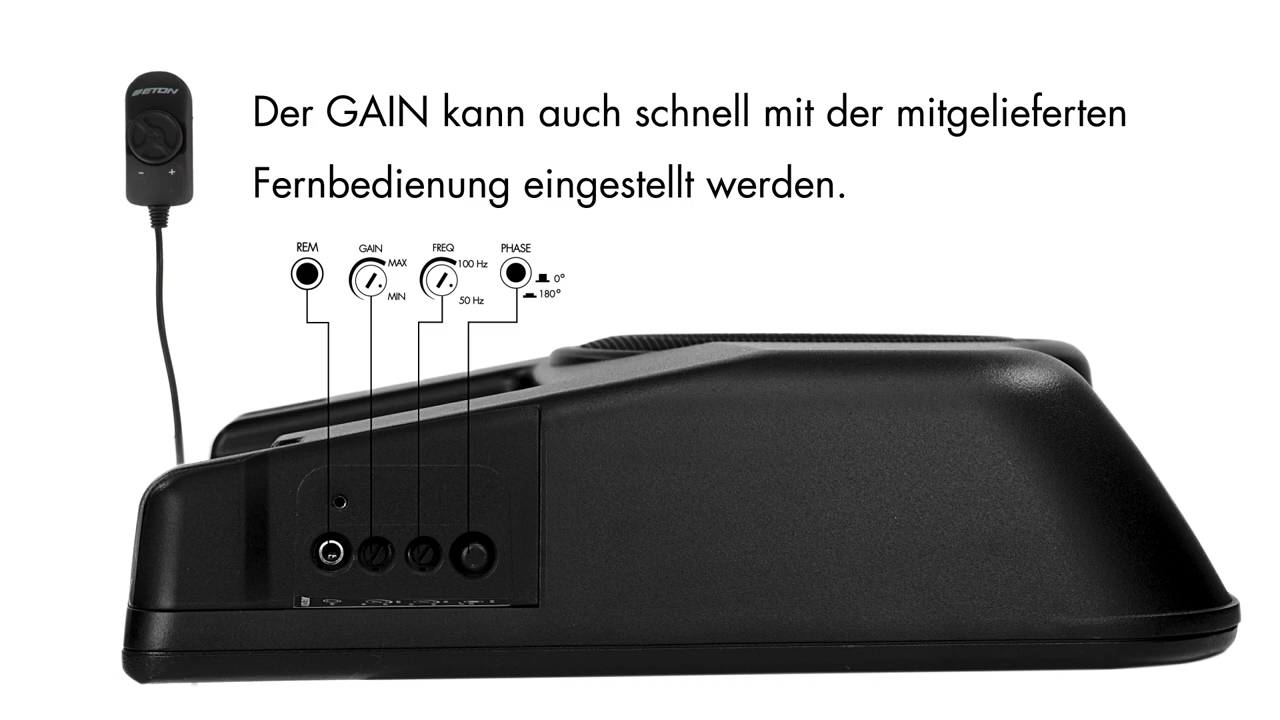 ETON
Der GAIN kann auch schnell mit der mitgelieferten
Fernbedienung eingestellt werden.
- +
REM GAIN FREQ PHASE
MAX 100 Hz 0°
MIN 50 Hz 180°